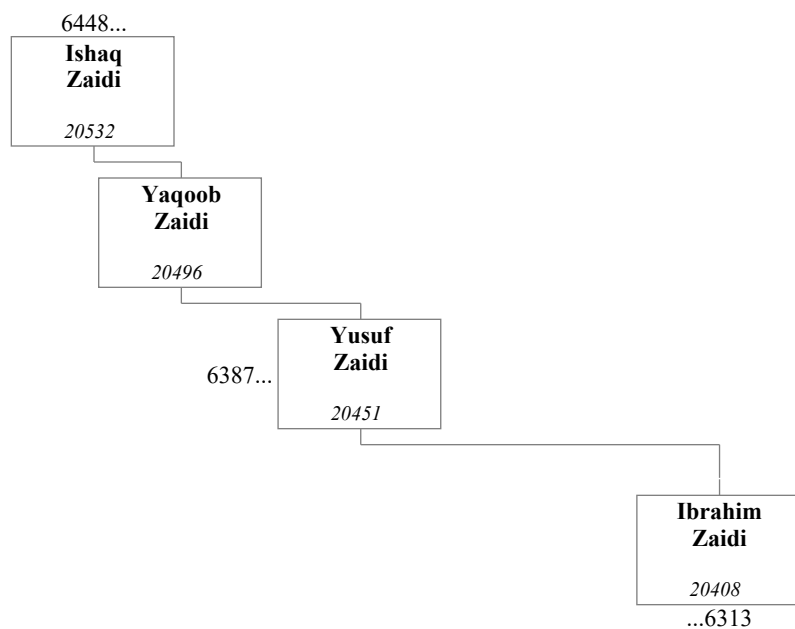 6448...
Ishaq
Zaidi
20532
Yaqoob
Zaidi
20496
Yusuf
Zaidi
6387...
20451
Ibrahim
Zaidi
20408
...6313